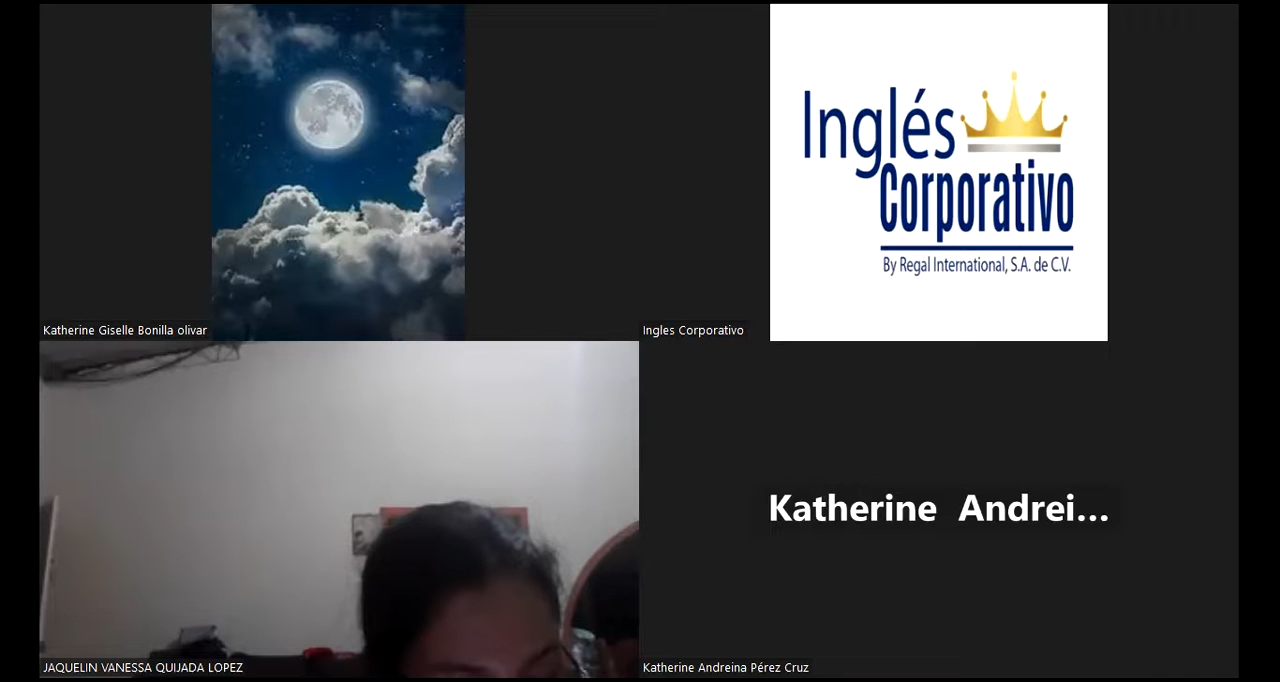 Inglés
Corporativo
By Regal International, S.A. de C.V.
Katherine Giselle Bonilla olivar
Ingles Corporativo
Katherine Andrei...
JAQUELIN VANESSA QUIJADA LOPEZ
Katherine Andreina Pérez Cruz